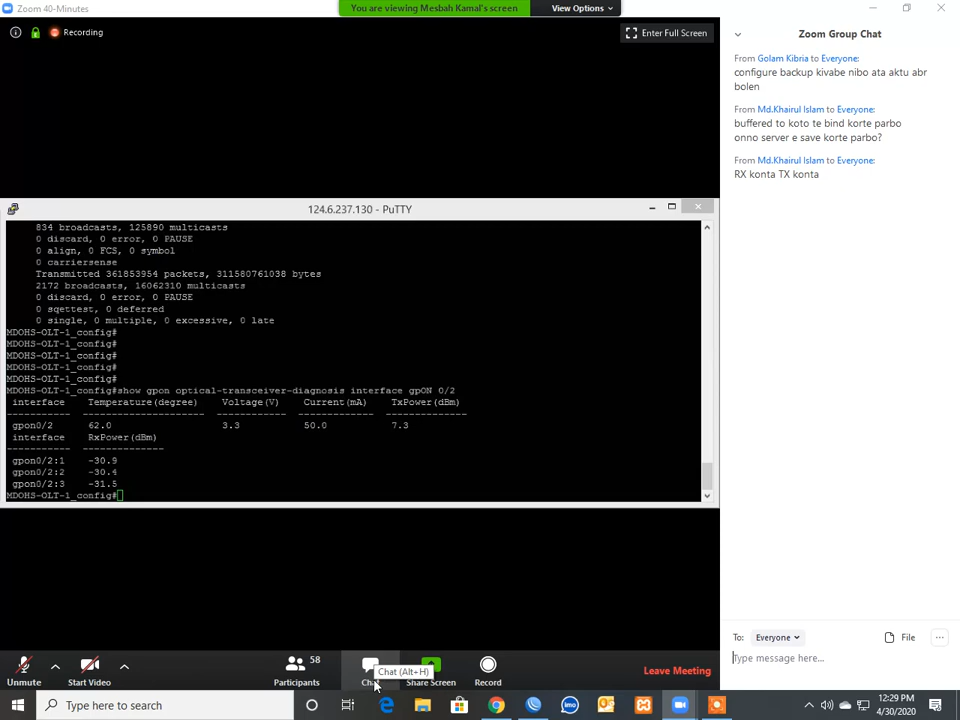 Zoom 40-Minutes
You are viewing Mesbah Kamal's screen
View Options
Recording
Enter Full Screen
124.6.237.130 - PuTTY
834 broadcasts, 125890 multicasts
0 discard, 0 error, 0 PAUSE
0 align, 0 FCS, 0 symbol
0 carriersense
Transmitted 361853954 packets, 311580761038 bytes
2172 broadcasts, 16062310 multicasts
0 discard, 0 error, 0 PAUSE
0 sqettest, 0 deferred
0 single, 0 multiple, 0 excessive, 0 late
MDOHS-OLT-1_config#
MDOHS-OLT-1_config#
MDOHS-OLT-1_config#
MDOHS-OLT-1_config#
MDOHS-OLT-1_config#
MDOHS-OLT-1_config#show gpon optical-transceiver-diagnosis interface gpON 0/2
interface Temperature(degree) Voltage(V) Current(mA) TxPower(dBm)
----------- ---------------------- ------------ ------------- --------------
gpon0/2 62.0 3.3 50.0 7.3
interface RxPower(dBm)
----------- --------------
gpon0/2:1 -30.9
gpon0/2:2 -30.4
gpon0/2:3 -31.5
MDOHS-OLT-1_config#
Zoom Group Chat
From Golam Kibria to Everyone:
configure backup kivabe nibo ata aktu abr
bolen
From Md.Khairul Islam to Everyone:
buffered to koto te bind korte parbo
onno server e save korte parbo?
From Md.Khairul Islam to Everyone:
RX konta TX konta
To: Everyone
File
Type message here...
Unmute
Start Video
58
Participants
Chat
Chat (Alt+H)
Share Screen
Record
Leave Meeting
Type here to search
imo
12:29 PM
4/30/2020